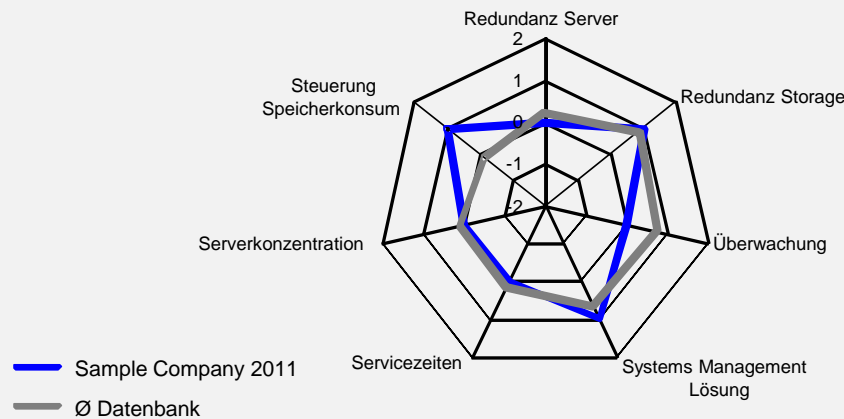 Redundanz Server
2
1
0
-1
-2
Steuerung
Speicherkonsum
Redundanz Storage
Serverkonzentration
Überwachung
Servicezeiten
Systems Management
Lösung
Sample Company 2011
Ø Datenbank